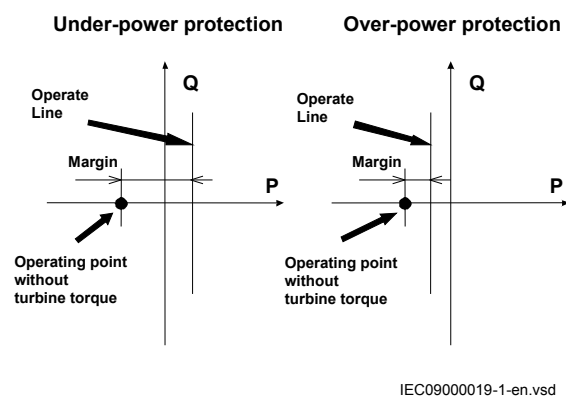 Under-power protection
Q
Operate
Line
Margin
P
Operating point
without
turbine torque
Over-power protection
Q
Operate
Line
Margin
P
Operating point
without
turbine torque
IEC09000019-1-en.vsd